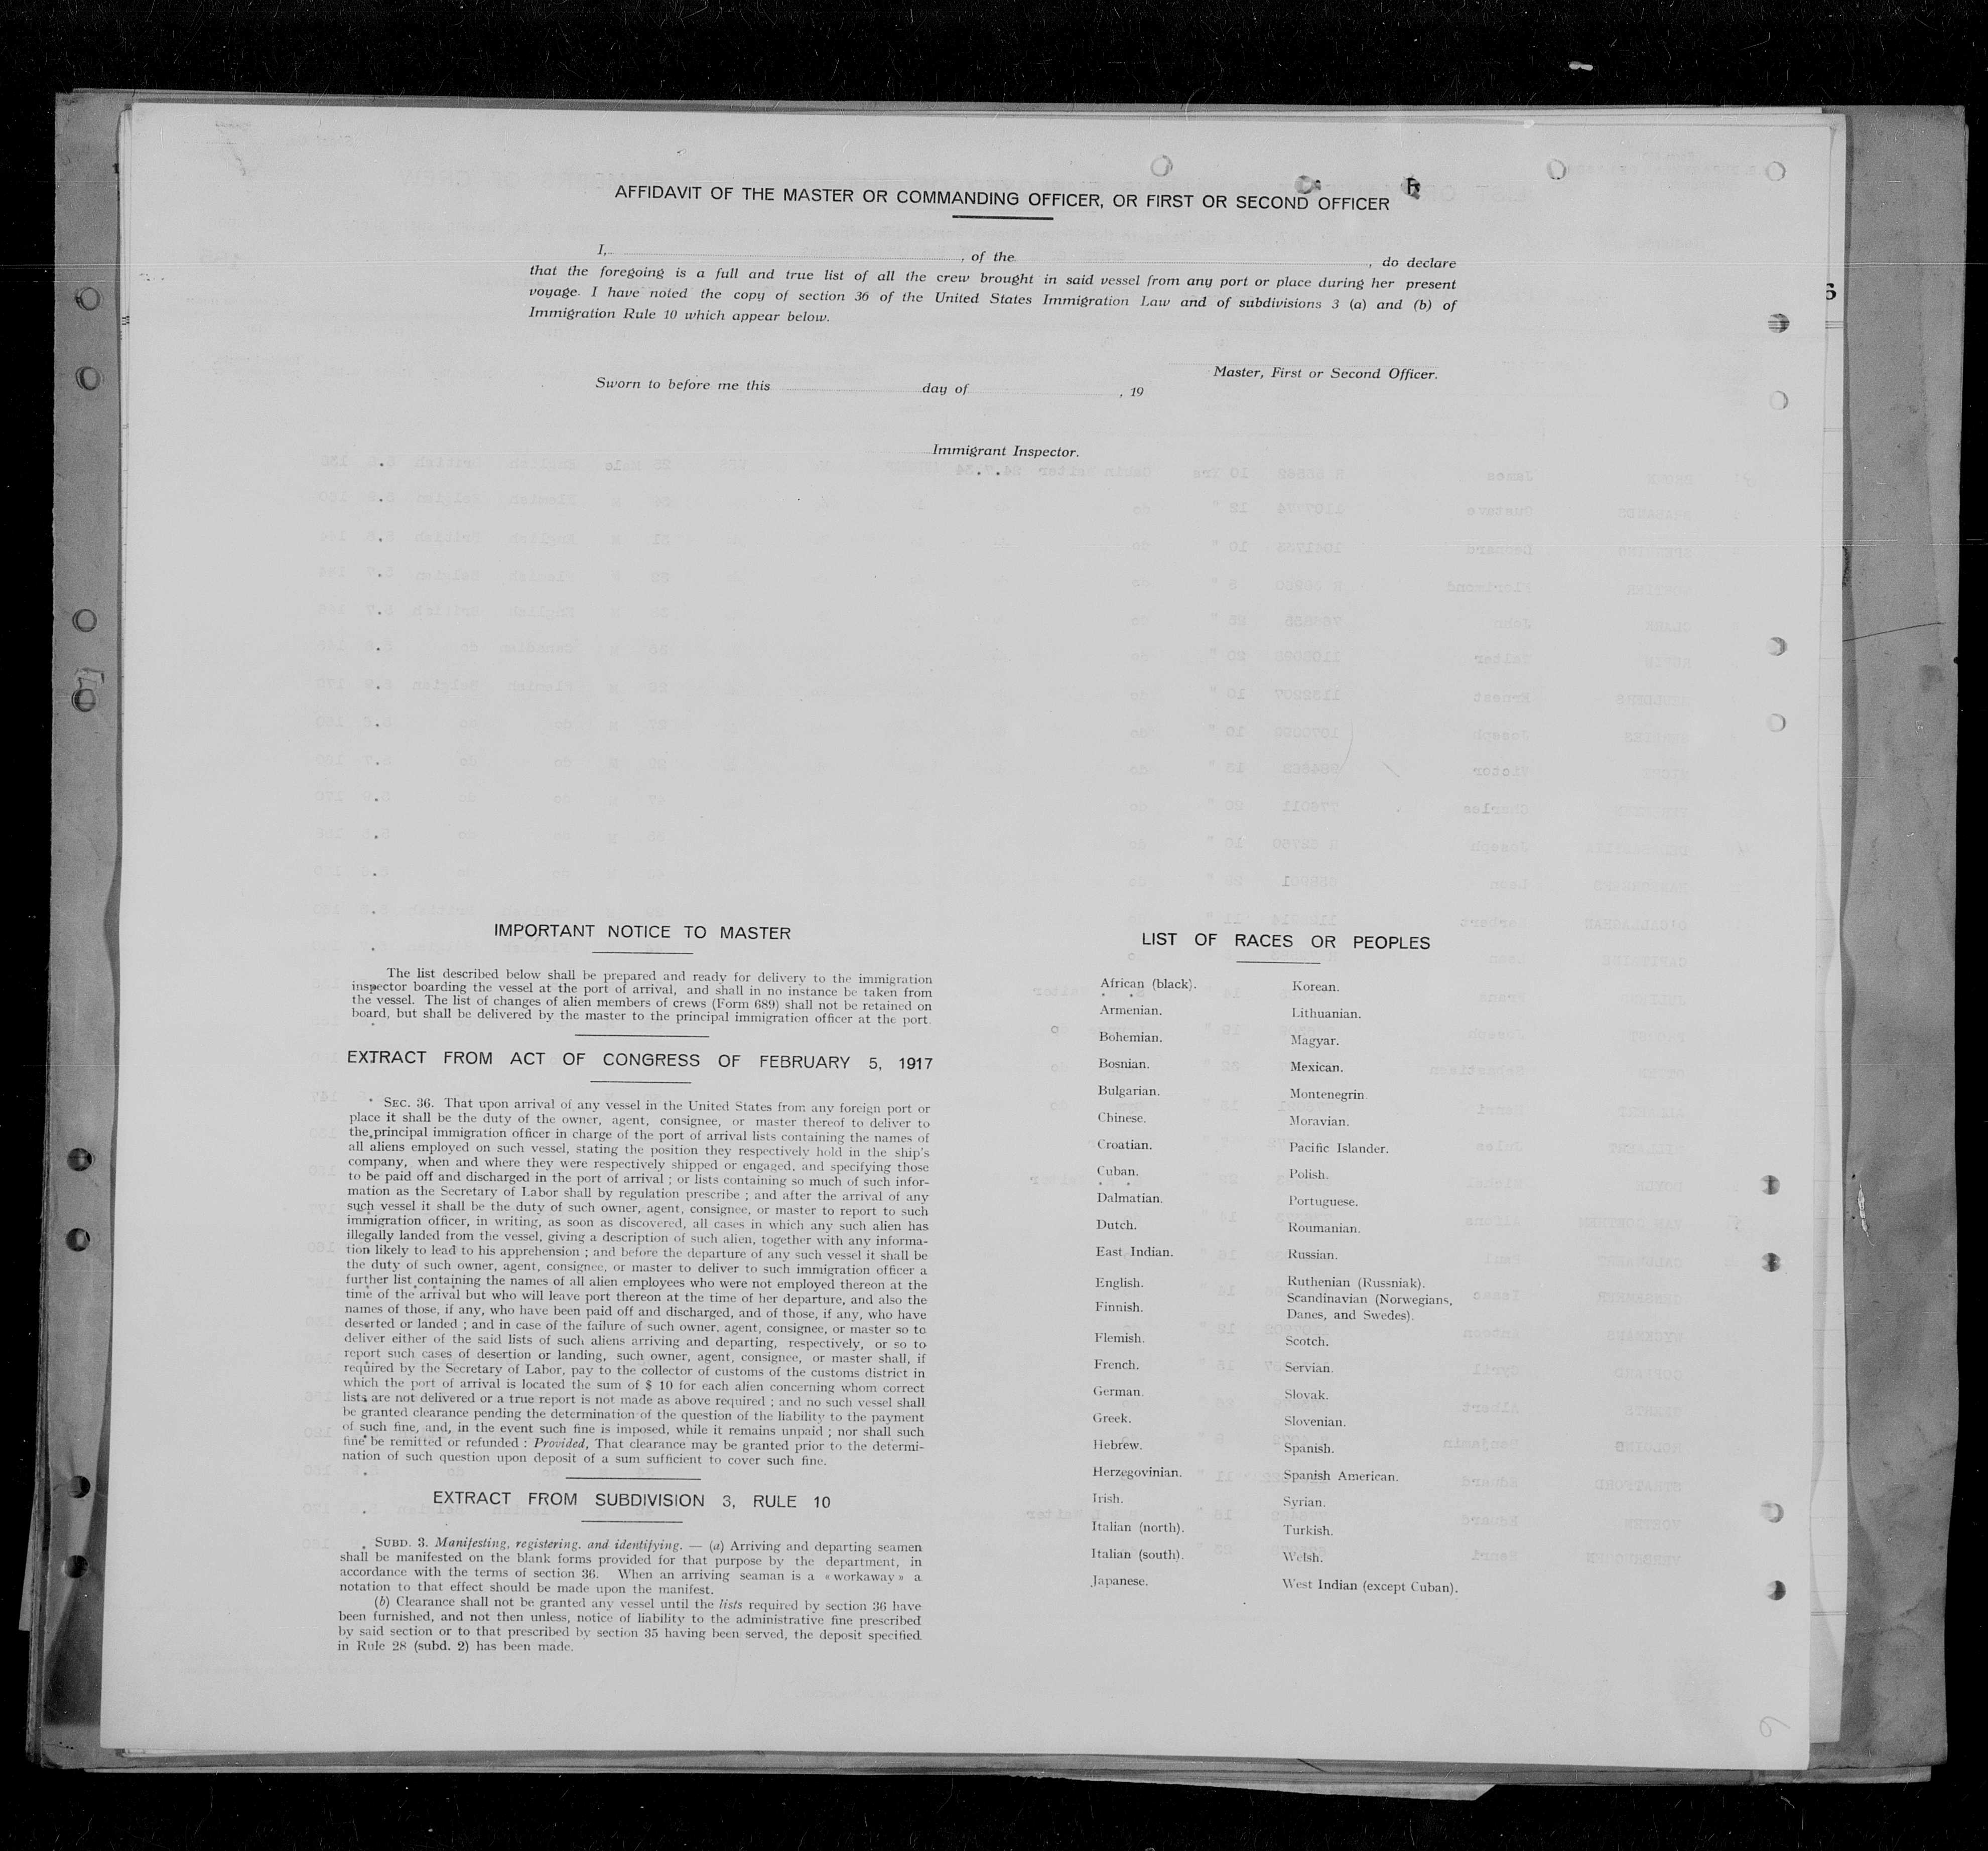 AFFIDAVIT OF THE MASTER OR COMMANDING OFFICER, OR FIRST OR SECOND OFFICER
I, , of the , do declare
that the foregoing is a full and true list of all the crew brought in said vessel from any port or place during her present
voyage. I have noted the copy of section 36 of the United States Immigration Law and of subdivisions 3 (a) and (b) of
Immigration Rule 10 which appear below.
Master, First or Second Officer.
Sworn to before me this day of , 19
Immigrant Inspector.
IMPORTANT NOTICE TO MASTER
The list described below shall be prepared and ready for delivery to the immigration
inspector boarding the vessel at the port of arrival, and shall in no instance be taken from
the vessel. The list of changes of alien members of crews (Form 689) shall not be retained on
board, but shall be delivered by the master to the principal immigration officer at the port.
EXTRACT FROM ACT OF CONGRESS OF FEBRUARY 5, 1917
SEC. 36. That upon arrival of any vessel in the United States from any foreign port or
place it shall be the duty of the owner, agent, consignee, or master thereof to deliver to
the principal immigration officer in charge of the port of arrival lists containing the names of
all aliens employed on such vessel, stating the position they respectively hold in the ship's
company, when and where they were respectively shipped or engaged, and specifying those
to be paid off and discharged in the port of arrival ; or lists containing so much of such infor-
mation as the Secretary of Labor shall by regulation prescribe ; and after the arrival of any
such vessel it shall be the duty of such owner, agent, consignee, or master to report to such
immigration officer, in writing, as soon as discovered, all cases in which any such alien has
illegally landed from the vessel, giving a description of such alien, together with any informa-
tion likely to lead to his apprehension ; and before the departure of any such vessel it shall be
the duty of such owner, agent, consignee, or master to deliver to such immigration officer a
further list containing the names of all alien employees who were not employed thereon at the
time of the arrival but who will leave port thereon at the time of her departure, and also the
names of those, if any, who have been paid off and discharged, and of those, if any, who have
deserted or landed ; and in case of the failure of such owner, agent, consignee, or master so to
deliver either of the said lists of such aliens arriving and departing, respectively, or so to
report such cases of desertion or landing, such owner, agent, consignee, or master shall, if
required by the Secretary of Labor, pay to the collector of customs of the customs district in
which the port of arrival is located the sum of $ 10 for each alien concerning whom correct
lists are not delivered or a true report is not made as above required ; and no such vessel shall
be granted clearance pending the determination of the question of the liability to the payment
of such fine, and, in the event such fine is imposed, while it remains unpaid ; nor shall such
fine be remitted or refunded : Provided, That clearance may be granted prior to the determi-
nation of such question upon deposit of a sum sufficient to cover such fine.
EXTRACT FROM SUBDIVISION 3, RULE 10
SUBD. 3. Manifesting, registering. and identifying. — (a) Arriving and departing seamen
shall be manifested on the blank forms provided for that purpose by the department, in
accordance with the terms of section 36. When an arriving seaman is a « workaway » a
notation to that effect should be made upon the manifest.
(b) Clearance shall not be granted any vessel until the lists required by section 36 have
been furnished, and not then unless, notice of liability to the administrative fine prescribed
by said section or to that prescribed by section 35 having been served, the deposit specified
in Rule 28 (subd. 2) has been made.
LIST OF RACES OR PEOPLES
African (black).
Armenian.
Bohemian.
Bosnian.
Bulgarian.
Chinese.
Croatian.
Cuban.
Dalmatian.
Dutch.
East Indian.
English.
Finnish.
Flemish.
French.
German.
Greek.
Hebrew.
Herzegovinian.
Irish.
Italian (north).
Italian (south).
Japanese.
Korean.
Lithuanian.
Magyar.
Mexican.
Montenegrin.
Moravian.
Pacific Islander.
Polish.
Portuguese.
Roumanian.
Russian.
Ruthenian (Russniak).
Scandinavian (Norwegians,
Danes, and Swedes).
Scotch.
Servian.
Slovak.
Slovenian.
Spanish.
Spanish American.
Syrian.
Turkish.
Welsh.
West Indian (except Cuban).